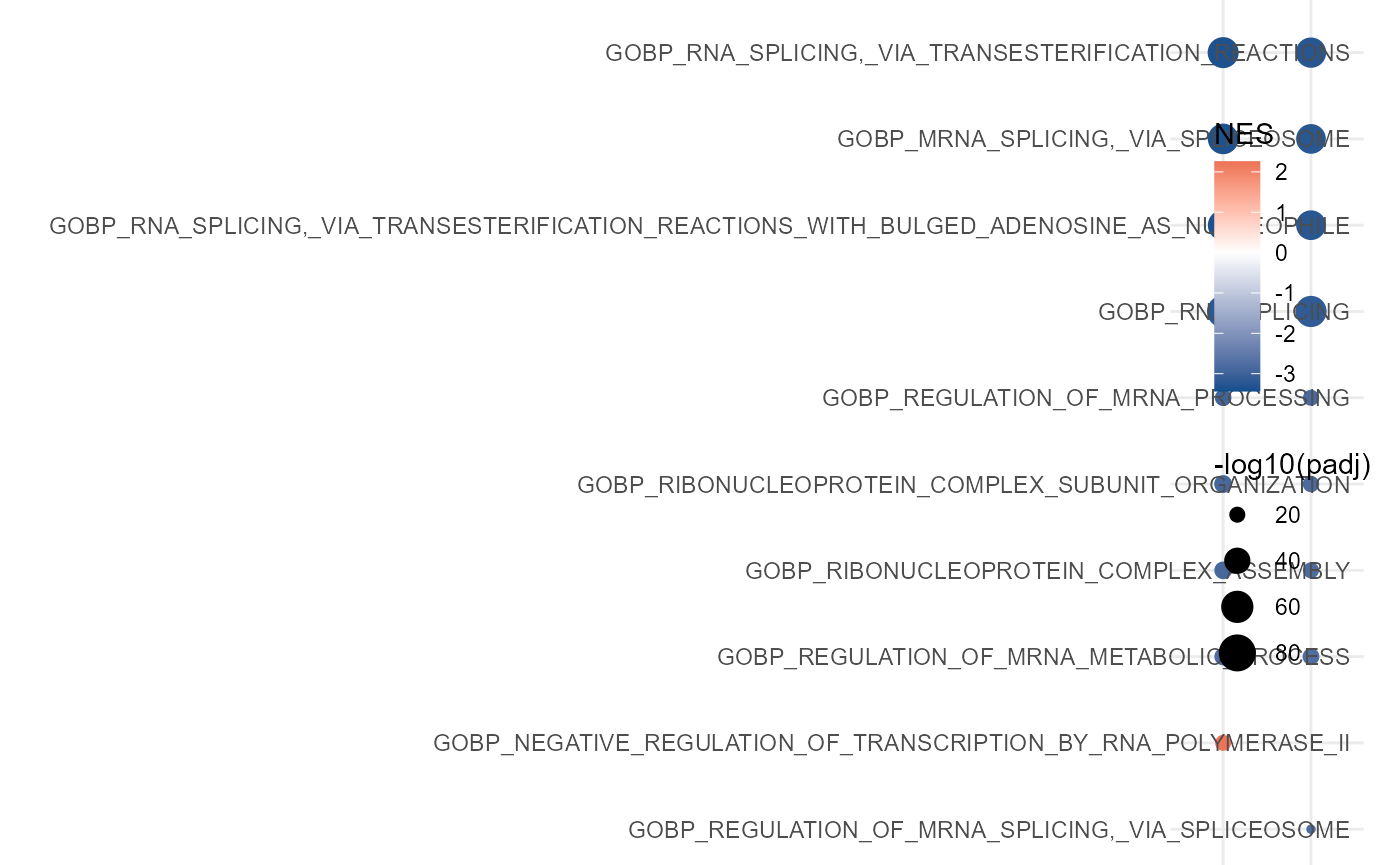 GOBP_RNA_SPLICING,_VIA_TRANSESTERIFICATION_REACTIONS
GOBP_MRNA_SPLICING,_VIA_SPLICEOSOME
GOBP_RNA_SPLICING,_VIA_TRANSESTERIFICATION_REACTIONS_WITH_BULGED_ADENOSINE_AS_NUCLEOPHILE
GOBP_RNA_SPLICING
GOBP_REGULATION_OF_MRNA_PROCESSING
GOBP_RIBONUCLEOPROTEIN_COMPLEX_SUBUNIT_ORGANIZATION
GOBP_RIBONUCLEOPROTEIN_COMPLEX_ASSEMBLY
GOBP_REGULATION_OF_MRNA_METABOLIC_PROCESS
GOBP_NEGATIVE_REGULATION_OF_TRANSCRIPTION_BY_RNA_POLYMERASE_II
GOBP_REGULATION_OF_MRNA_SPLICING,_VIA_SPLICEOSOME
NES
2
1
0
-1
-2
-3
-log10(padj)
20
40
60
80